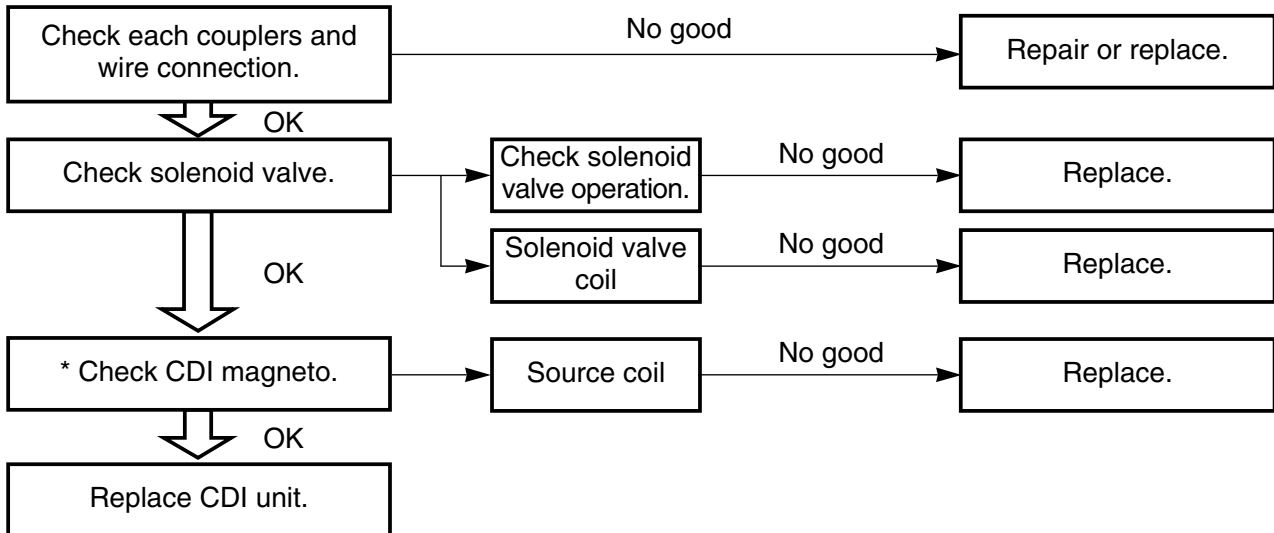 Check each couplers and
wire connection.
No good
Repair or replace.
OK
Check solenoid valve.
Check solenoid
valve operation.
No good
Replace.
Solenoid valve
coil
No good
Replace.
OK
* Check CDI magneto.
Source coil
No good
Replace.
OK
Replace CDI unit.